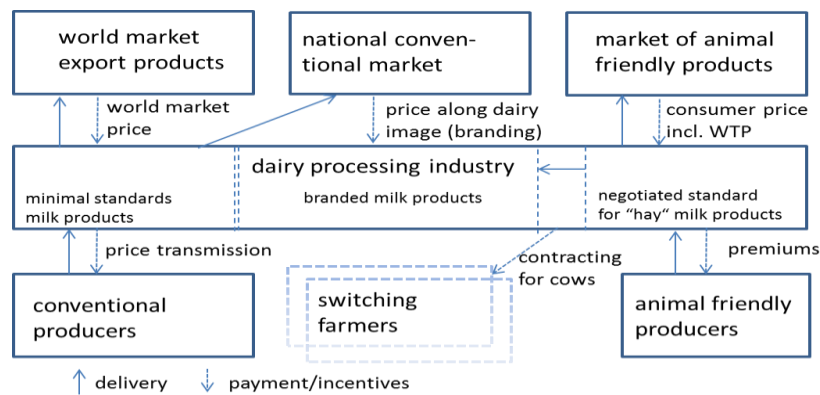 world market
export products
national conven-
tional market
market of animal
friendly products
world market
price
price along dairy
image (branding)
consumer price
incl. WTP
dairy processing industry
minimal standards
milk products
branded milk products
negotiated standard
for "hay" milk products
price transmission
contracting
for cows
premiums
conventional
producers
switching
farmers
animal friendly
producers
delivery
payment/incentives